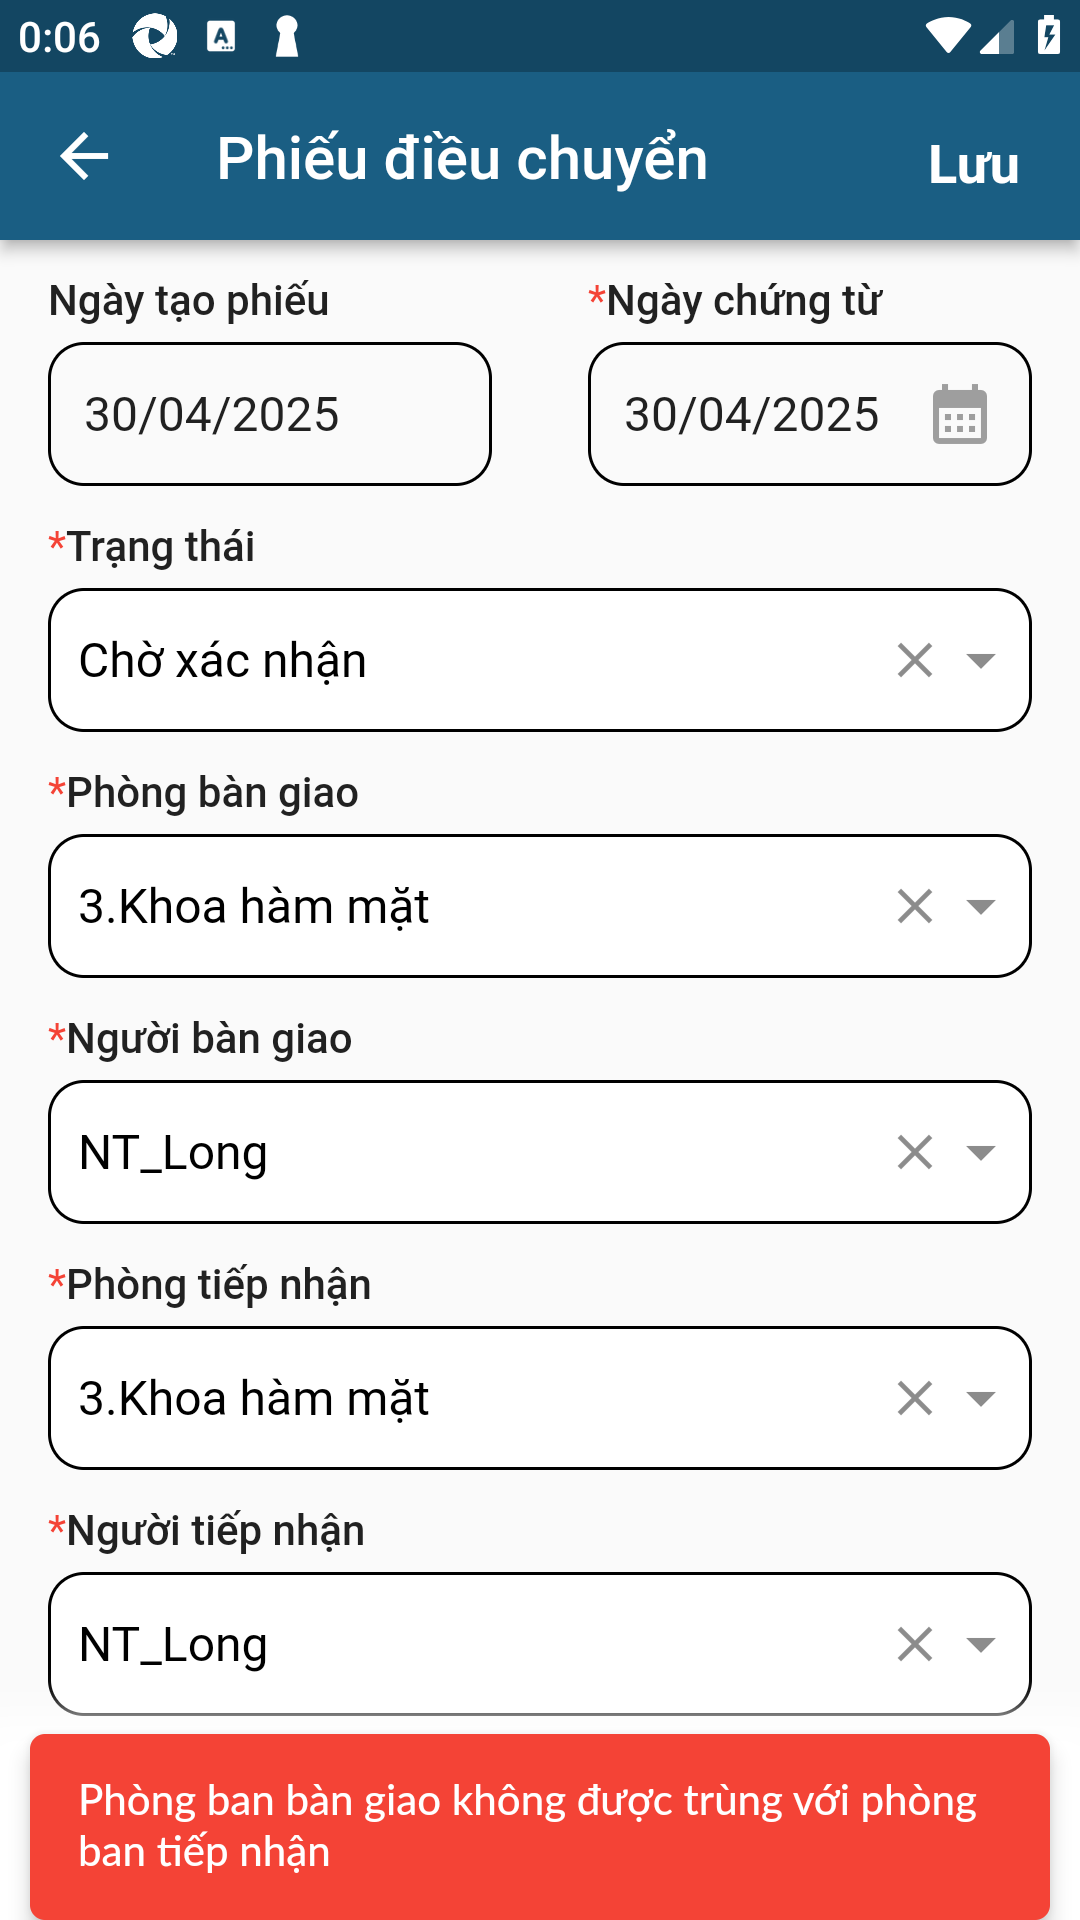 0:06
Phiếu điều chuyển
Lưu
Ngày tạo phiếu
*Ngày chứng từ
30/04/2025
30/04/2025
*Trạng thái
Chờ xác nhận
*Phòng bàn giao
3.Khoa hàm mặt
*Người bàn giao
NT_Long
*Phòng tiếp nhận
3.Khoa hàm mặt
*Người tiếp nhận
NT_Long
Phòng ban bàn giao không được trùng với phòng
ban tiếp nhận